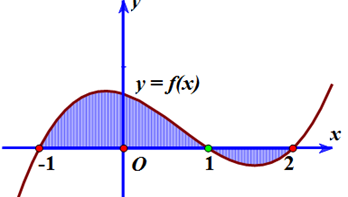 y
y = f(x)
x
-1 O 1 2